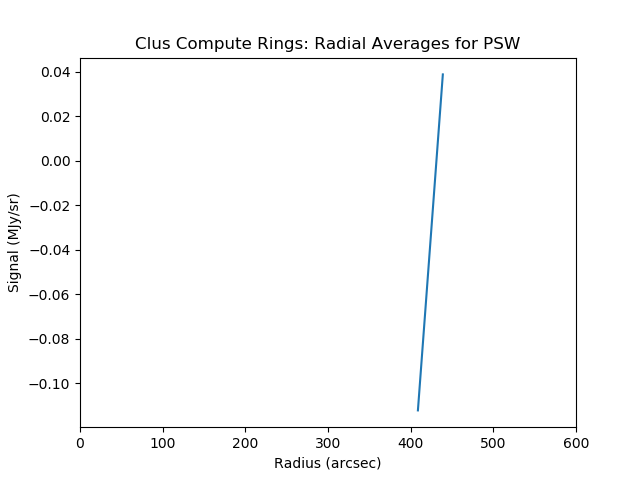 Clus Compute Rings: Radial Averages for PSW
0.04
0.02
0.00
−0.02
−0.04
−0.06
−0.08
−0.10
Signal (MJy/sr)
0 100 200 300 400 500 600
Radius (arcsec)